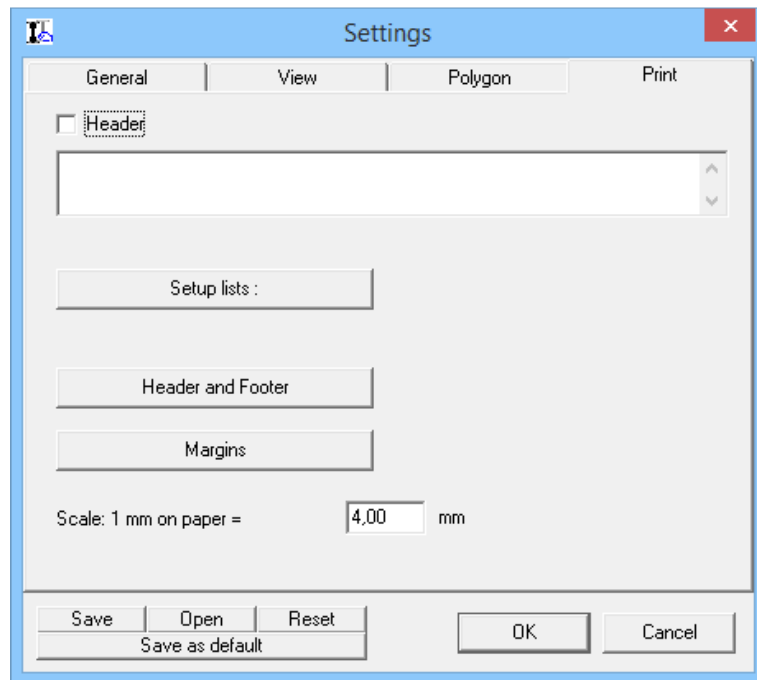 Settings
General View Polygon Print
Header
Setup lists :
Header and Footer
Margins
Scale: 1 mm on paper = 4,00 mm
Save Open Reset
Save as default
OK Cancel